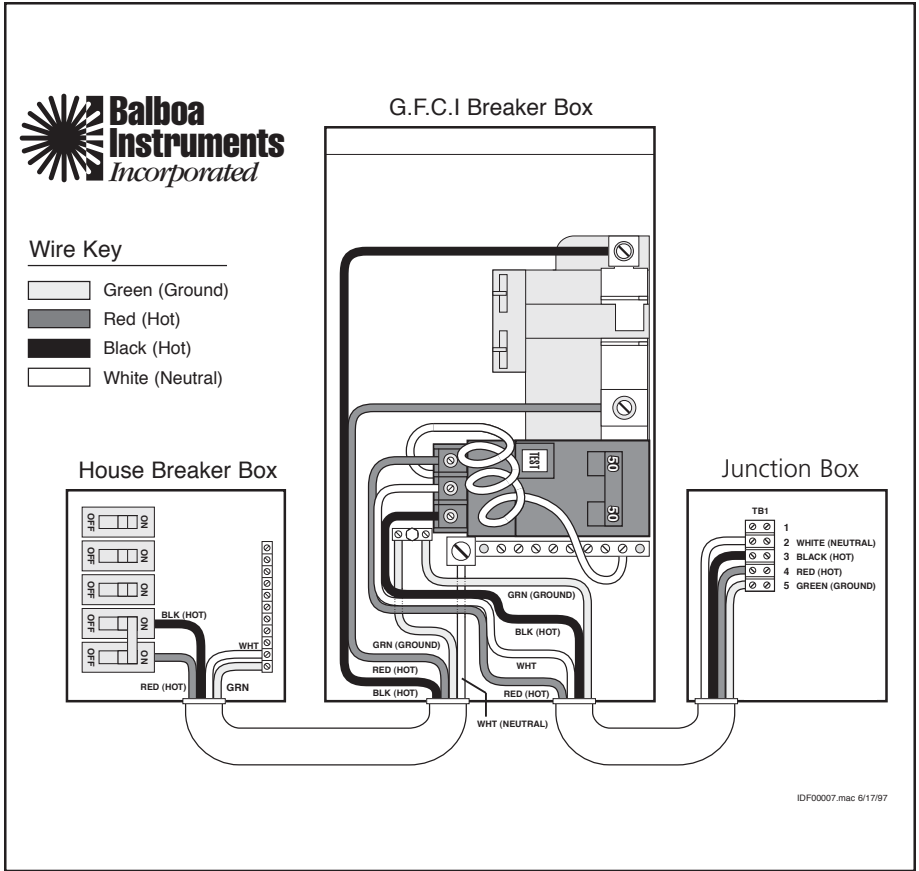 Balboa
Instruments
Incorporated
G.F.C.I Breaker Box
Wire Key
Green (Ground)
Red (Hot)
Black (Hot)
White (Neutral)
House Breaker Box
OFF ON
OFF ON
OFF ON
OFF ON
OFF ON
BLK (HOT)
WHT
RED (HOT)
GRN
TEST
50
50
GRN (GROUND)
BLK (HOT)
GRN (GROUND)
WHT
RED (HOT)
BLK (HOT)
RED (HOT)
WHT (NEUTRAL)
Junction Box
TB1
1
2 WHITE (NEUTRAL)
3 BLACK (HOT)
4 RED (HOT)
5 GREEN (GROUND)
IDF00007.mac 6/17/97